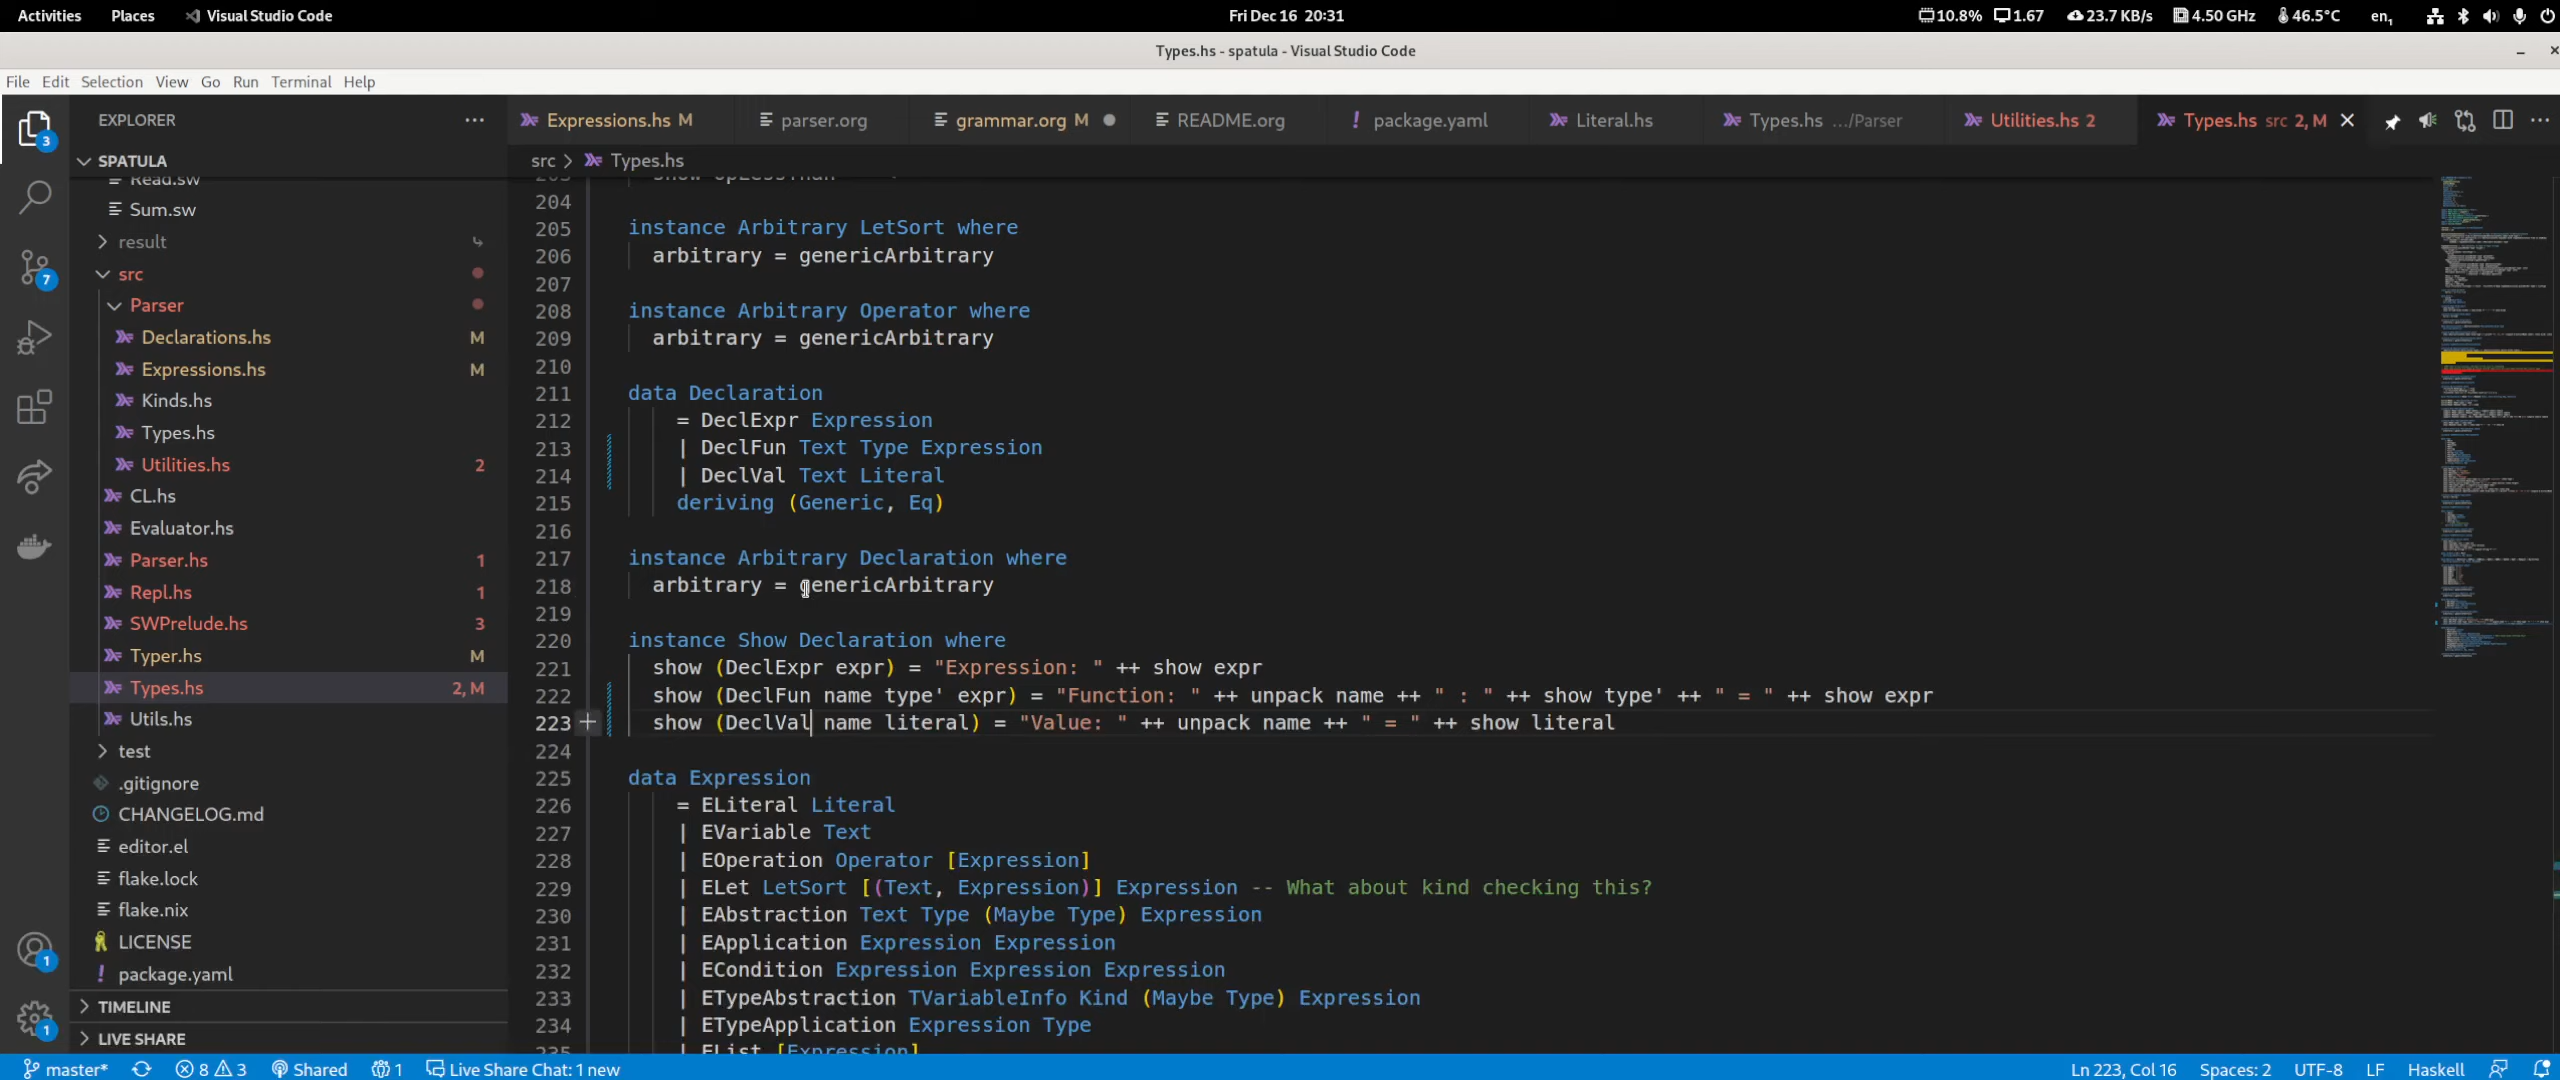 Activities Places Visual Studio Code Fri Dec 16 20:31 10.8% 1.67 23.7 KB/s 4.50 GHz 46.5°C en₁
Types.hs - spatula - Visual Studio Code
File Edit Selection View Go Run Terminal Help
EXPLORER ···
Expressions.hs M parser.org grammar.org M README.org ! package.yaml Literal.hs Types.hs .../Parser Utilities.hs 2 Types.hs src 2, M
src > Types.hs
SPATULA
Read.sw
Sum.sw
result
src
Parser
Declarations.hs M
Expressions.hs M
Kinds.hs
Types.hs
Utilities.hs 2
CL.hs
Evaluator.hs
Parser.hs 1
Repl.hs 1
SWPrelude.hs 3
Typer.hs M
Types.hs 2, M
Utils.hs
test
.gitignore
CHANGELOG.md
editor.el
flake.lock
flake.nix
LICENSE
! package.yaml
TIMELINE
LIVE SHARE
3
7
1
1
203 show OpLessThan
204
205 instance Arbitrary LetSort where
206 arbitrary = genericArbitrary
207
208 instance Arbitrary Operator where
209 arbitrary = genericArbitrary
210
211 data Declaration
212 = DeclExpr Expression
213 | DeclFun Text Type Expression
214 | DeclVal Text Literal
215 deriving (Generic, Eq)
216
217 instance Arbitrary Declaration where
218 arbitrary = genericArbitrary
219
220 instance Show Declaration where
221 show (DeclExpr expr) = "Expression: " ++ show expr
222 show (DeclFun name type' expr) = "Function: " ++ unpack name ++ " : " ++ show type' ++ " = " ++ show expr
223 show (DeclVal name literal) = "Value: " ++ unpack name ++ " = " ++ show literal
224
225 data Expression
226 = ELiteral Literal
227 | EVariable Text
228 | EOperation Operator [Expression]
229 | ELet LetSort [(Text, Expression)] Expression -- What about kind checking this?
230 | EAbstraction Text Type (Maybe Type) Expression
231 | EApplication Expression Expression
232 | ECondition Expression Expression Expression
233 | ETypeAbstraction TVariableInfo Kind (Maybe Type) Expression
234 | ETypeApplication Expression Type
235 | EList [Expression]
master* 8 3 Shared 1 Live Share Chat: 1 new Ln 223, Col 16 Spaces: 2 UTF-8 LF Haskell